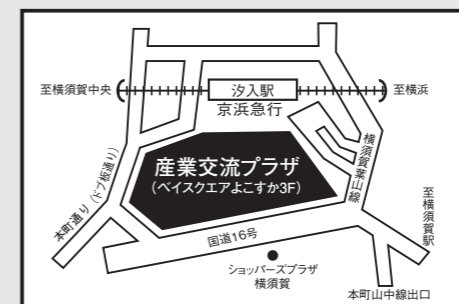 至横須賀中央
汐入駅
京浜急行
至横浜
横須賀葉山線
産業交流プラザ
(ベイスクエアよこすか3F)
本町通り(ドブ板通り)
国道16号
至横須賀駅
ショッパーズプラザ
横須賀
本町山中線出口